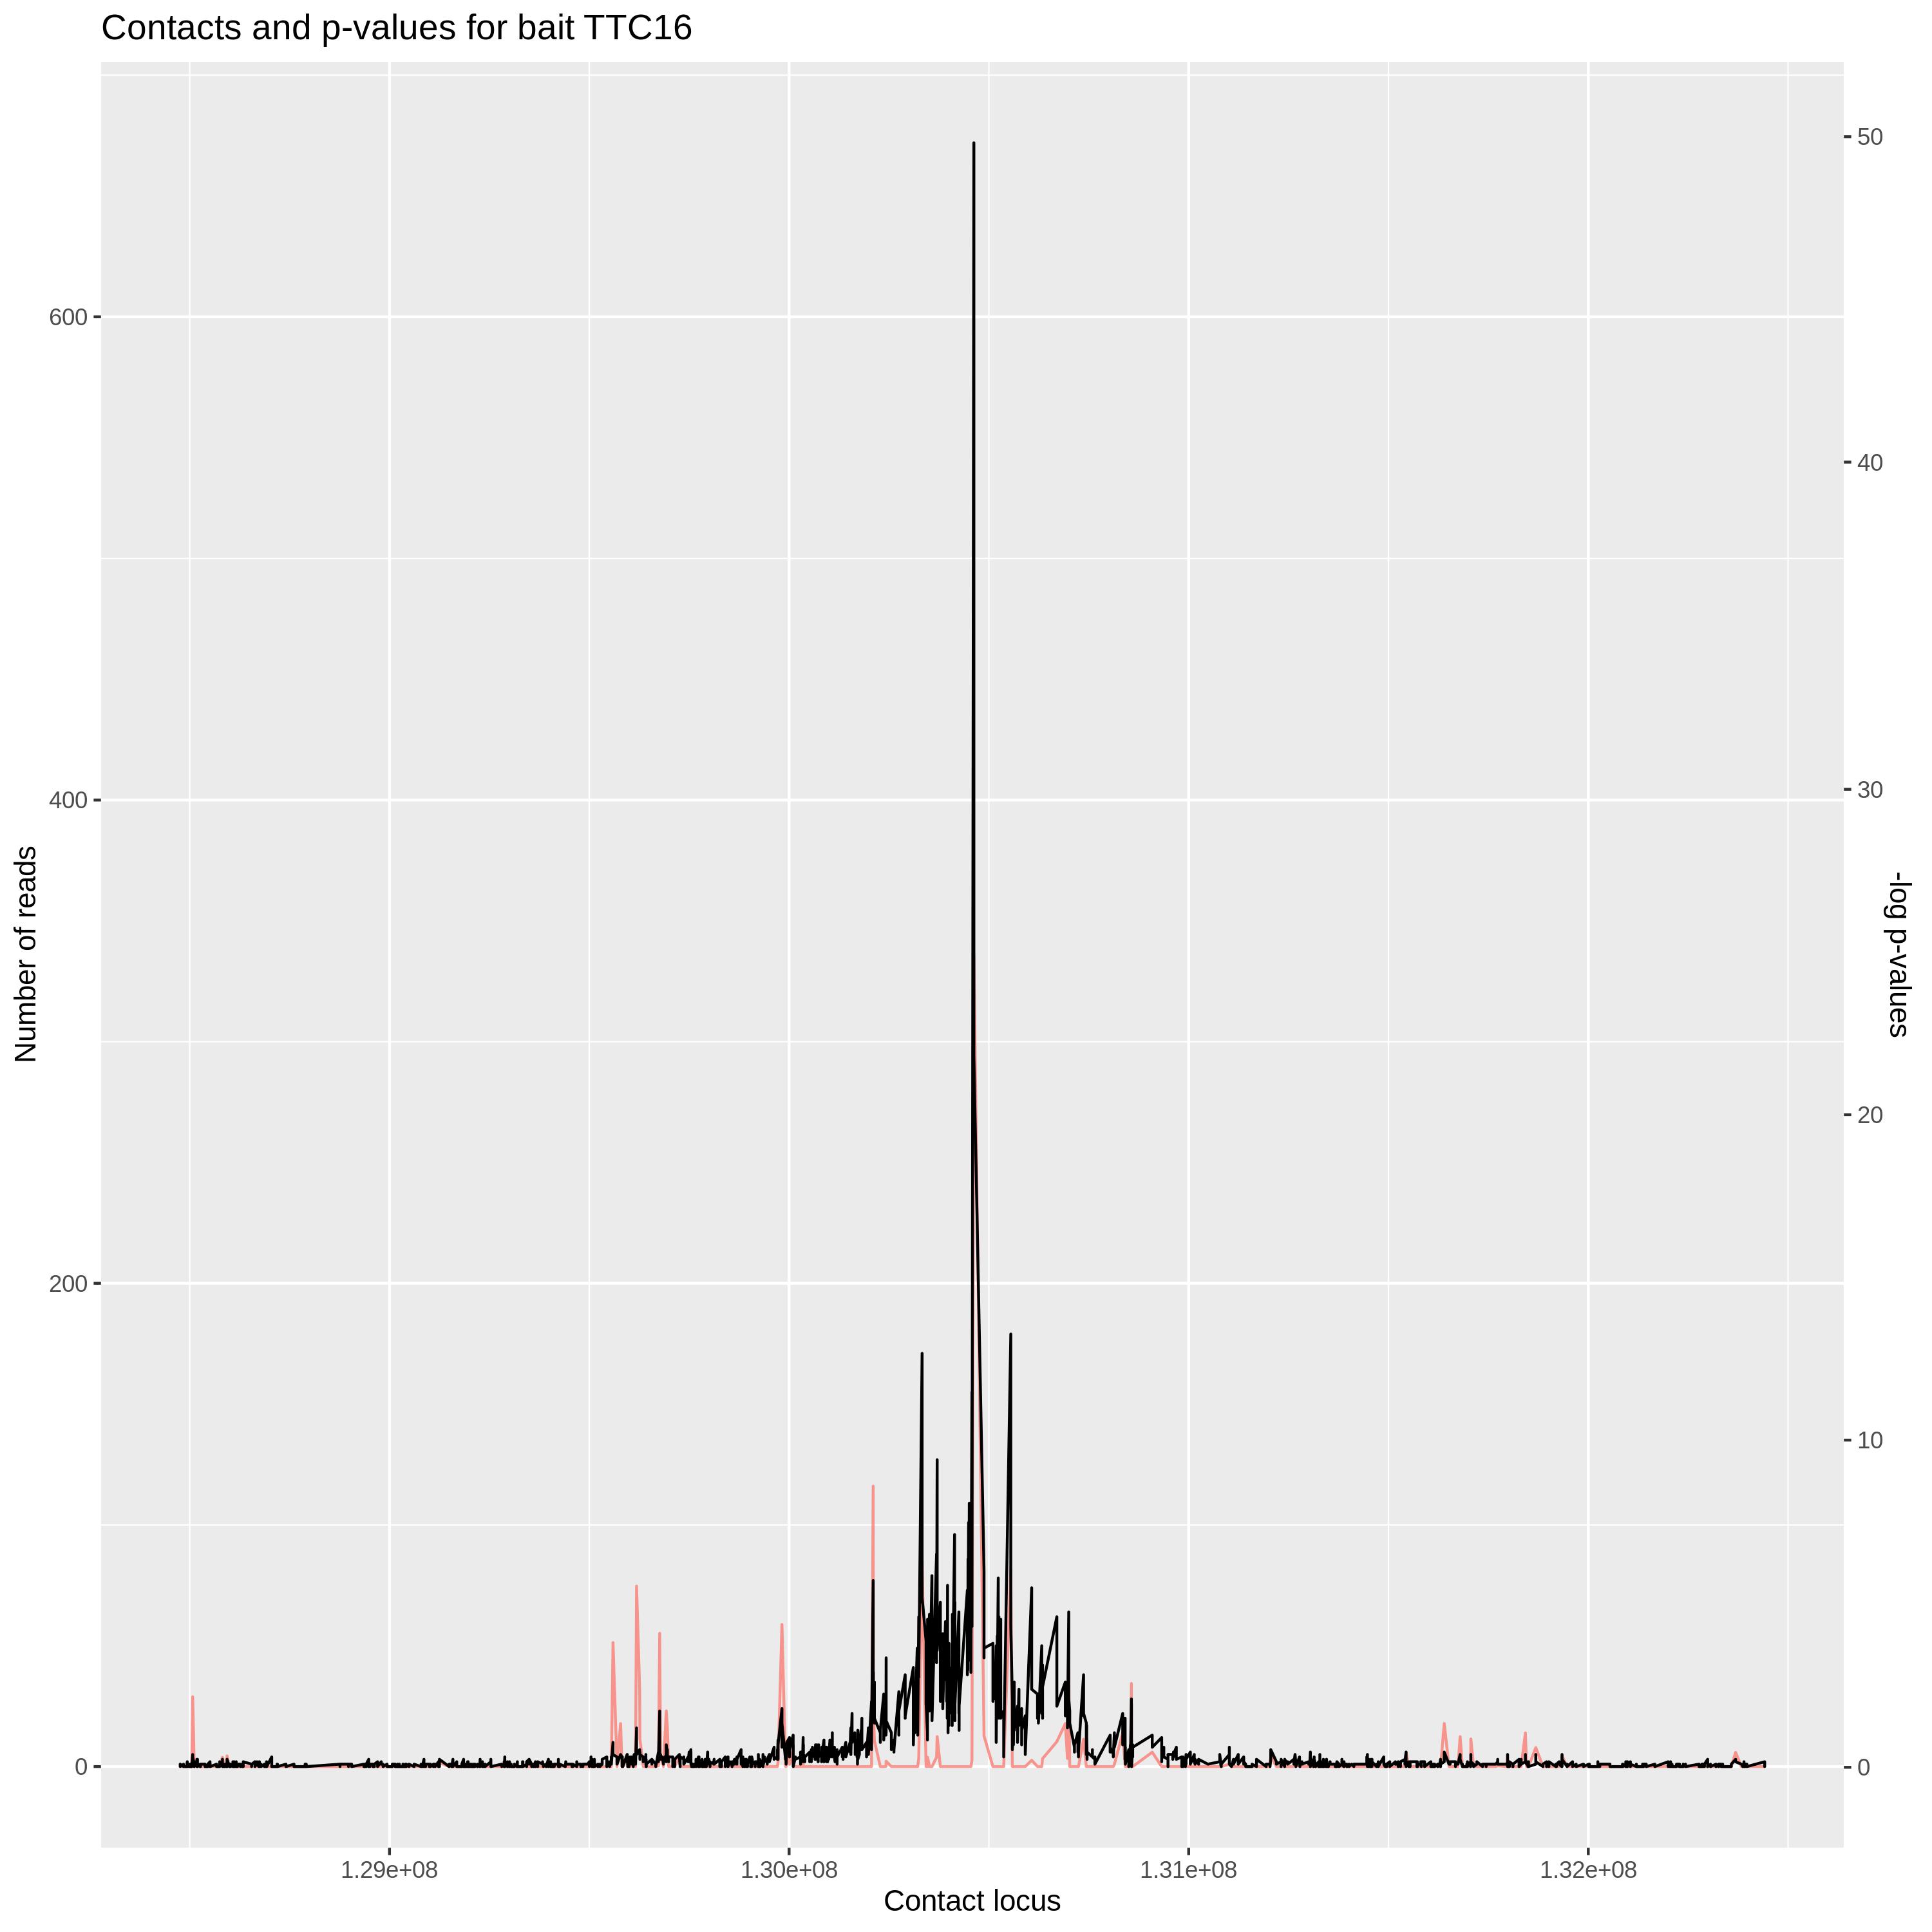 Contacts and p-values for bait TTC16
600
400
200
0
50
40
30
20
10
0
Number of reads
-log p-values
1.29e+08
1.30e+08
1.31e+08
1.32e+08
Contact locus